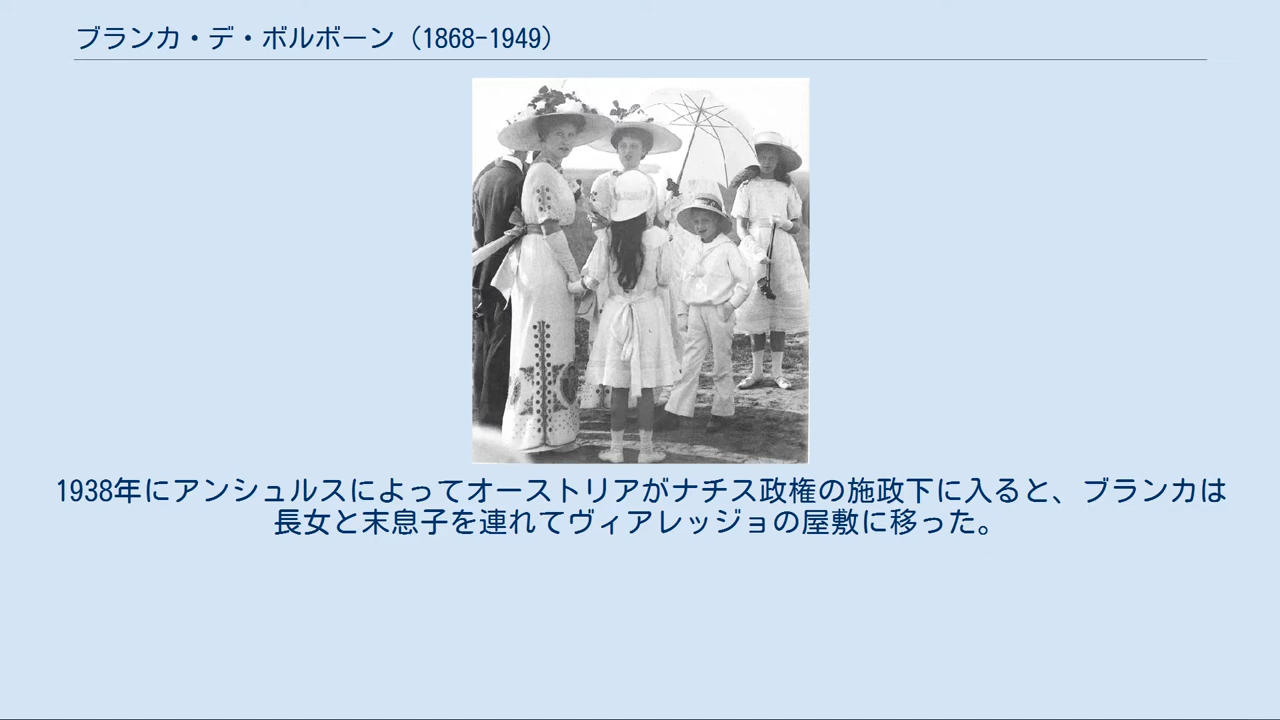 ブランカ・デ・ボルボーン（1868-1949）
1938年にアンシュルスによってオーストリアがナチス政権の施政下に入ると、ブランカは
長女と末息子を連れてヴィアレッジョの屋敷に移った。